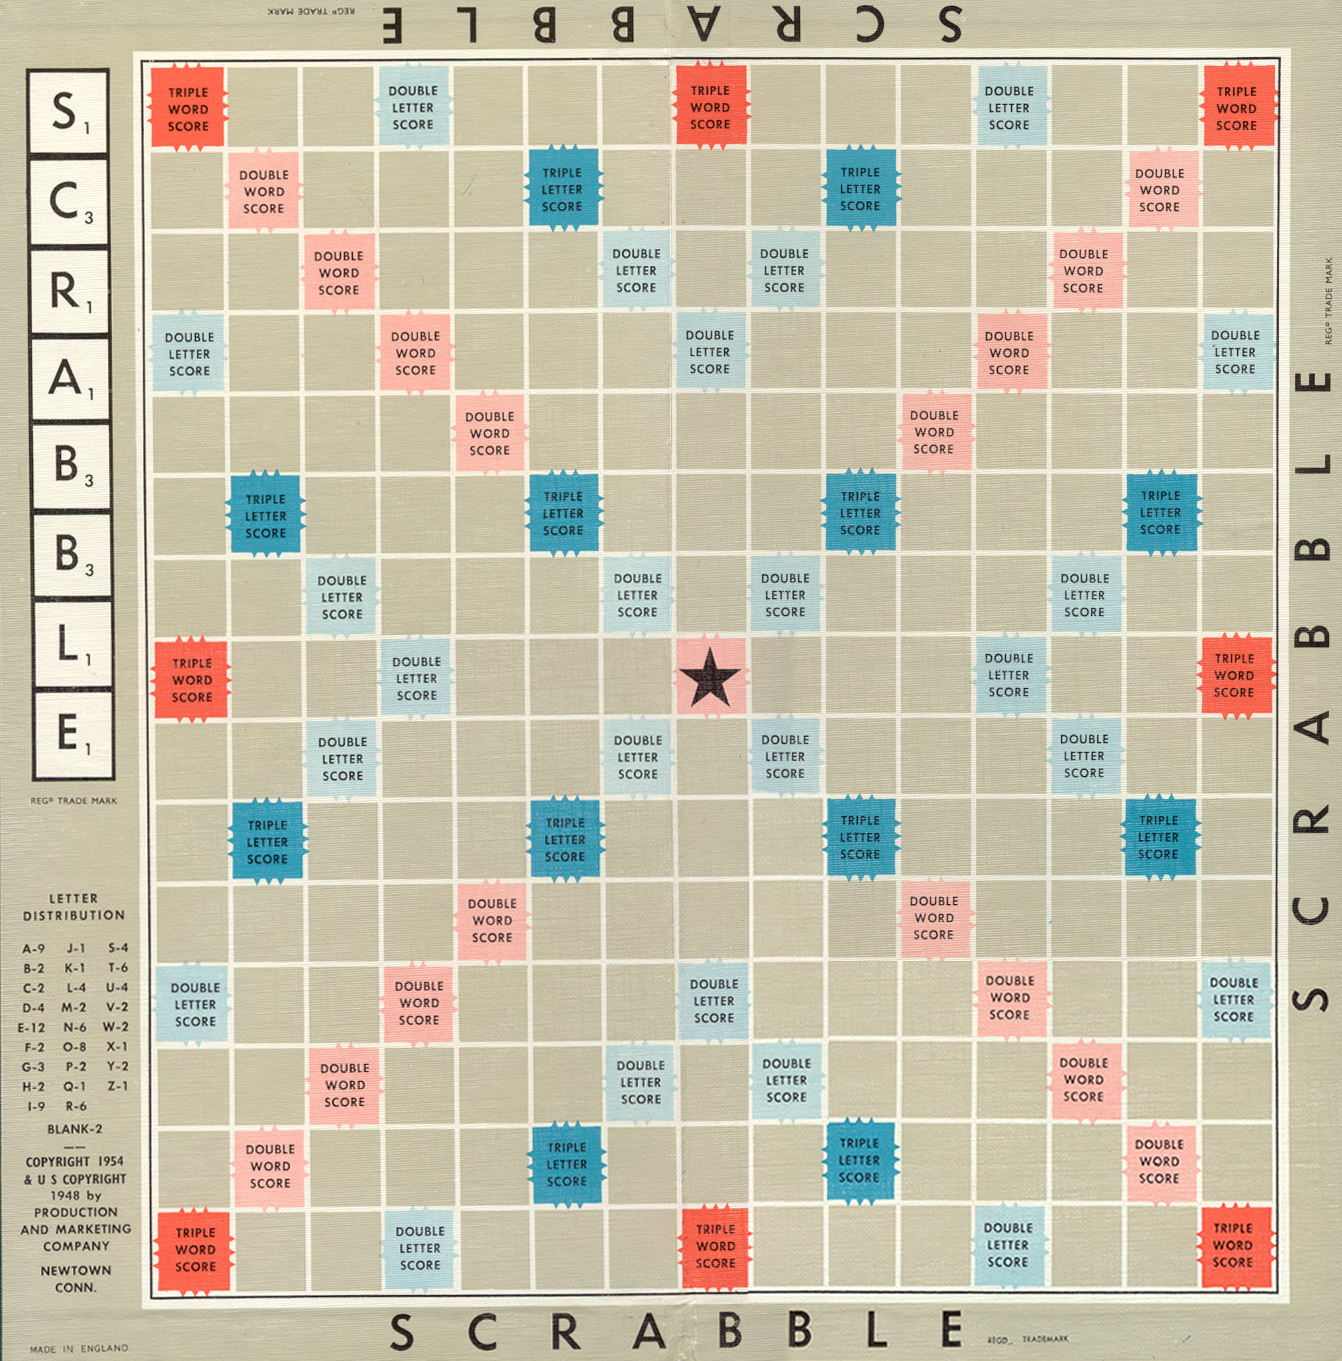 REGD TRADE MARK
SCRABBLE
S1
C3
R1
A1
B3
B3
L1
E1
REGD TRADE MARK
LETTER
DISTRIBUTION
A-9 J-1 S-4
B-2 K-1 T-6
C-2 L-4 U-4
D-4 M-2 V-2
E-12 N-6 W-2
F-2 O-8 X-1
G-3 P-2 Y-2
H-2 Q-1 Z-1
I-9 R-6
BLANK-2
COPYRIGHT 1954
& U S COPYRIGHT
1948 by
PRODUCTION
AND MARKETING
COMPANY
NEWTOWN
CONN.
MADE IN ENGLAND
TRIPLE DOUBLE TRIPLE DOUBLE TRIPLE
WORD LETTER WORD LETTER WORD
SCORE SCORE SCORE SCORE SCORE
DOUBLE TRIPLE TRIPLE DOUBLE
WORD LETTER LETTER WORD
SCORE SCORE SCORE SCORE
DOUBLE DOUBLE DOUBLE DOUBLE
WORD LETTER LETTER WORD
SCORE SCORE SCORE SCORE
DOUBLE DOUBLE DOUBLE DOUBLE DOUBLE
LETTER WORD LETTER WORD LETTER
SCORE SCORE SCORE SCORE SCORE
DOUBLE DOUBLE
WORD WORD
SCORE SCORE
TRIPLE TRIPLE TRIPLE TRIPLE
LETTER LETTER LETTER LETTER
SCORE SCORE SCORE SCORE
DOUBLE DOUBLE DOUBLE DOUBLE
LETTER LETTER LETTER LETTER
SCORE SCORE SCORE SCORE
TRIPLE DOUBLE DOUBLE TRIPLE
WORD LETTER LETTER WORD
SCORE SCORE SCORE SCORE
DOUBLE DOUBLE DOUBLE DOUBLE
LETTER LETTER LETTER LETTER
SCORE SCORE SCORE SCORE
TRIPLE TRIPLE TRIPLE TRIPLE
LETTER LETTER LETTER LETTER
SCORE SCORE SCORE SCORE
DOUBLE DOUBLE
WORD WORD
SCORE SCORE
DOUBLE DOUBLE DOUBLE DOUBLE DOUBLE
LETTER WORD LETTER WORD LETTER
SCORE SCORE SCORE SCORE SCORE
DOUBLE DOUBLE DOUBLE DOUBLE
WORD LETTER LETTER WORD
SCORE SCORE SCORE SCORE
DOUBLE TRIPLE TRIPLE DOUBLE
WORD LETTER LETTER WORD
SCORE SCORE SCORE SCORE
TRIPLE DOUBLE TRIPLE DOUBLE TRIPLE
WORD LETTER WORD LETTER WORD
SCORE SCORE SCORE SCORE SCORE
SCRABBLE
REGD TRADE MARK
SCRABBLE
REGD. TRADEMARK